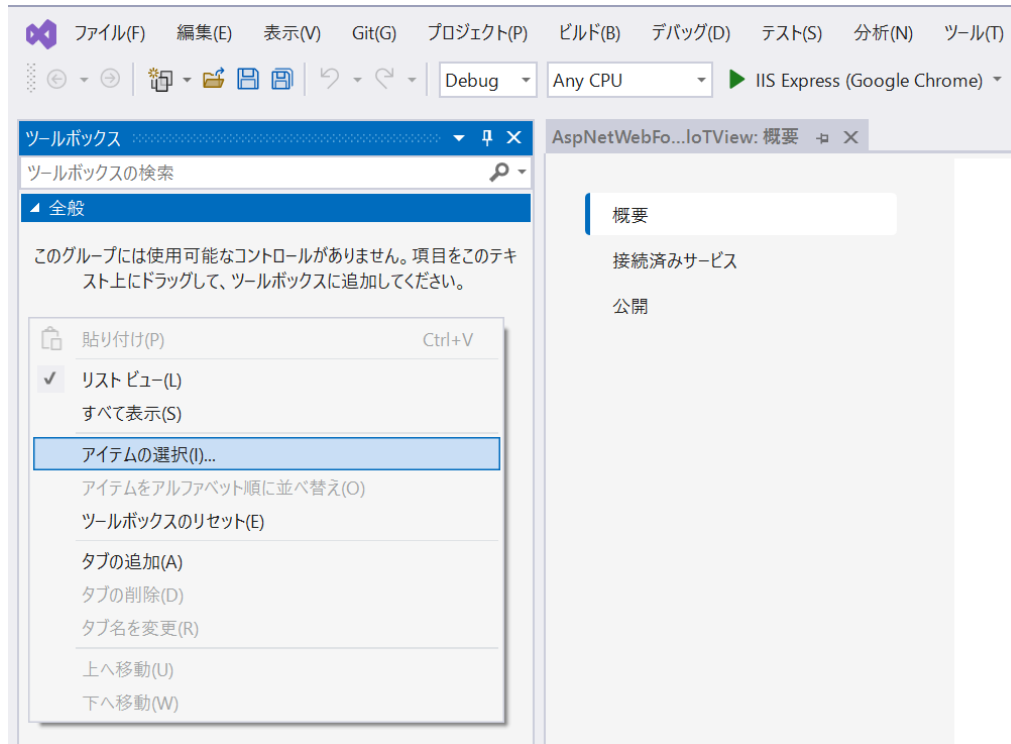 ファイル(F) 編集(E) 表示(V) Git(G) プロジェクト(P) ビルド(B) デバッグ(D) テスト(S) 分析(N) ツール(T)
Debug Any CPU IIS Express (Google Chrome)
ツールボックス
AspNetWebFo...IoTView: 概要
ツールボックスの検索
全般
このグループには使用可能なコントロールがありません。項目をこのテキ
スト上にドラッグして、ツールボックスに追加してください。
概要
接続済みサービス
公開
貼り付け(P) Ctrl+V
リスト ビュー(L)
すべて表示(S)
アイテムの選択(I)...
アイテムをアルファベット順に並べ替え(O)
ツールボックスのリセット(E)
タブの追加(A)
タブの削除(D)
タブ名を変更(R)
上へ移動(U)
下へ移動(W)